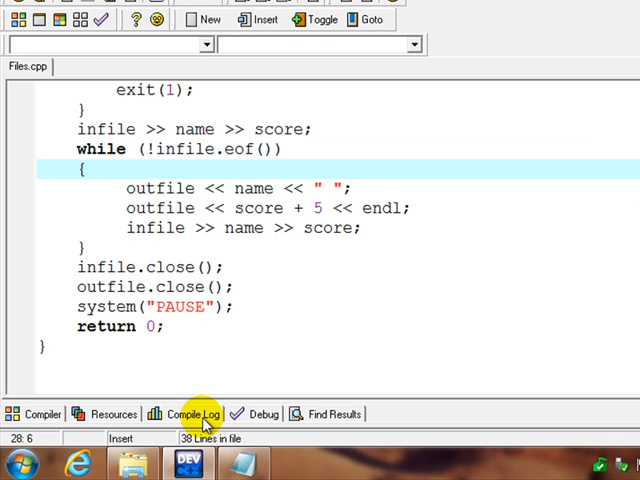 New Insert Toggle Goto
Files.cpp
exit(1);
}
infile >> name >> score;
while (!infile.eof())
{
outfile << name << " ";
outfile << score + 5 << endl;
infile >> name >> score;
}
infile.close();
outfile.close();
system("PAUSE");
return 0;
}
Compiler Resources Compile Log Debug Find Results
28: 6 Insert 38 Lines in file
DEV